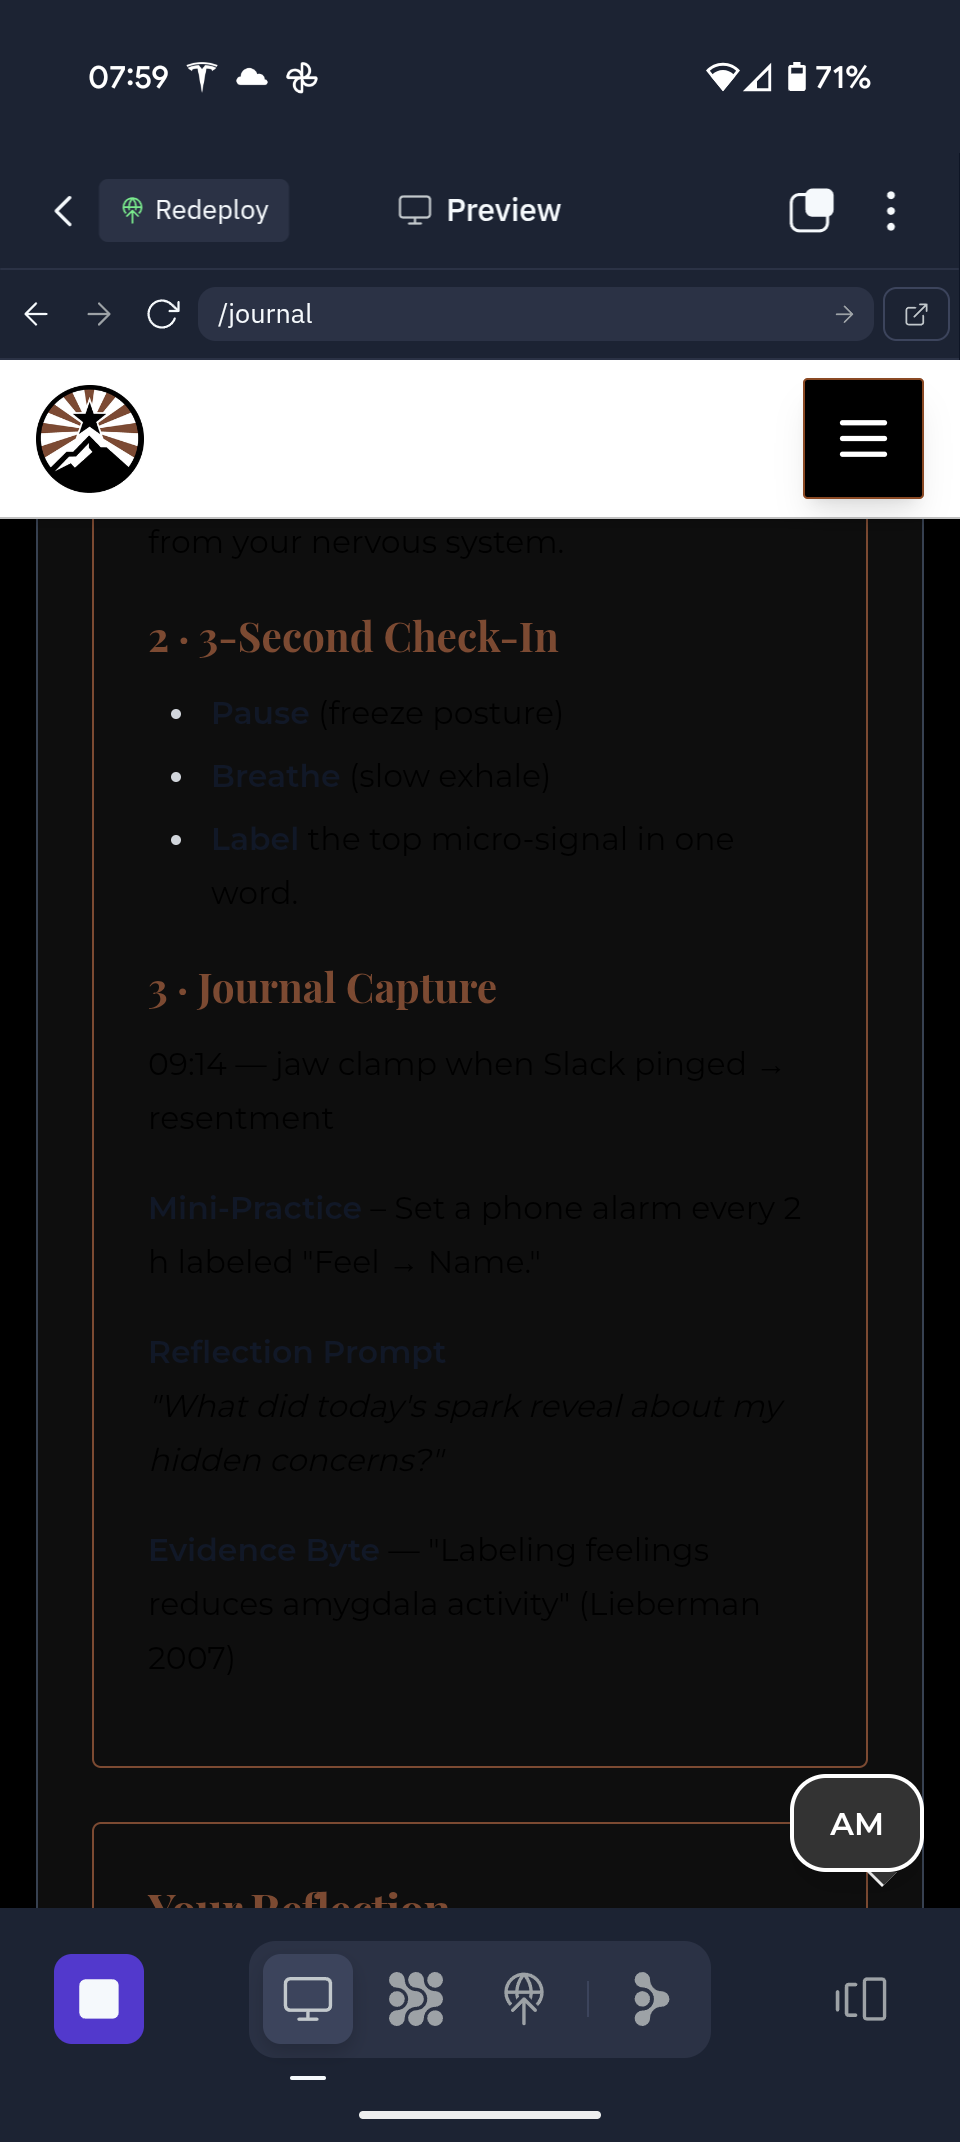 07:59
71%
Redeploy
Preview
/journal
from your nervous system.
2 · 3-Second Check-In
• Pause (freeze posture)
• Breathe (slow exhale)
• Label the top micro-signal in one
word.
3 · Journal Capture
09:14 — jaw clamp when Slack pinged →
resentment
Mini-Practice – Set a phone alarm every 2
h labeled "Feel → Name."
Reflection Prompt
"What did today's spark reveal about my
hidden concerns?"
Evidence Byte — "Labeling feelings
reduces amygdala activity" (Lieberman
2007)
AM
Your Reflection